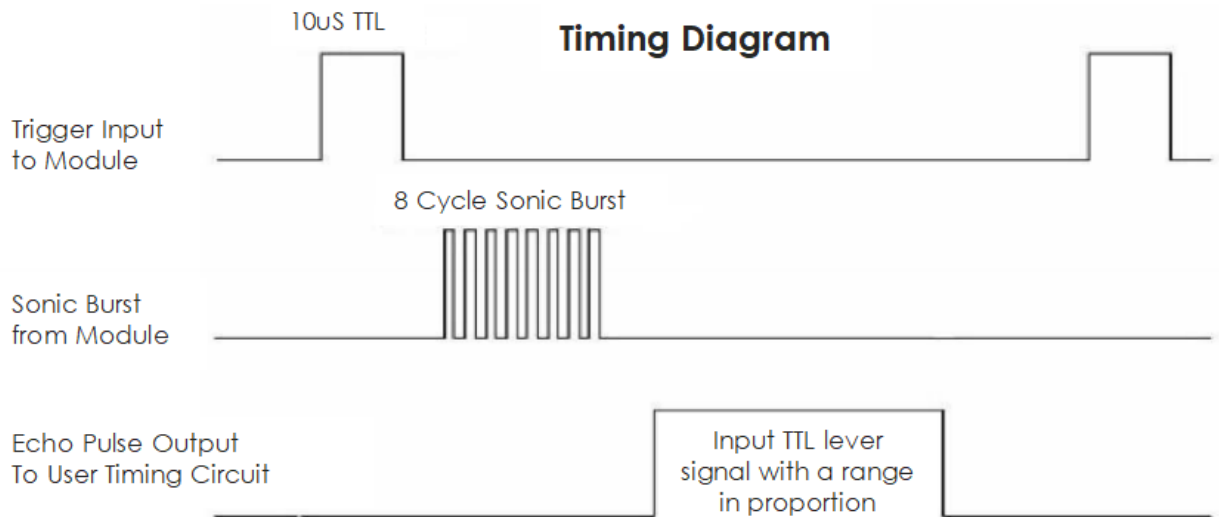 10uS TTL
Timing Diagram
Trigger Input
to Module
8 Cycle Sonic Burst
Sonic Burst
from Module
Echo Pulse Output
To User Timing Circuit
Input TTL lever
signal with a range
in proportion